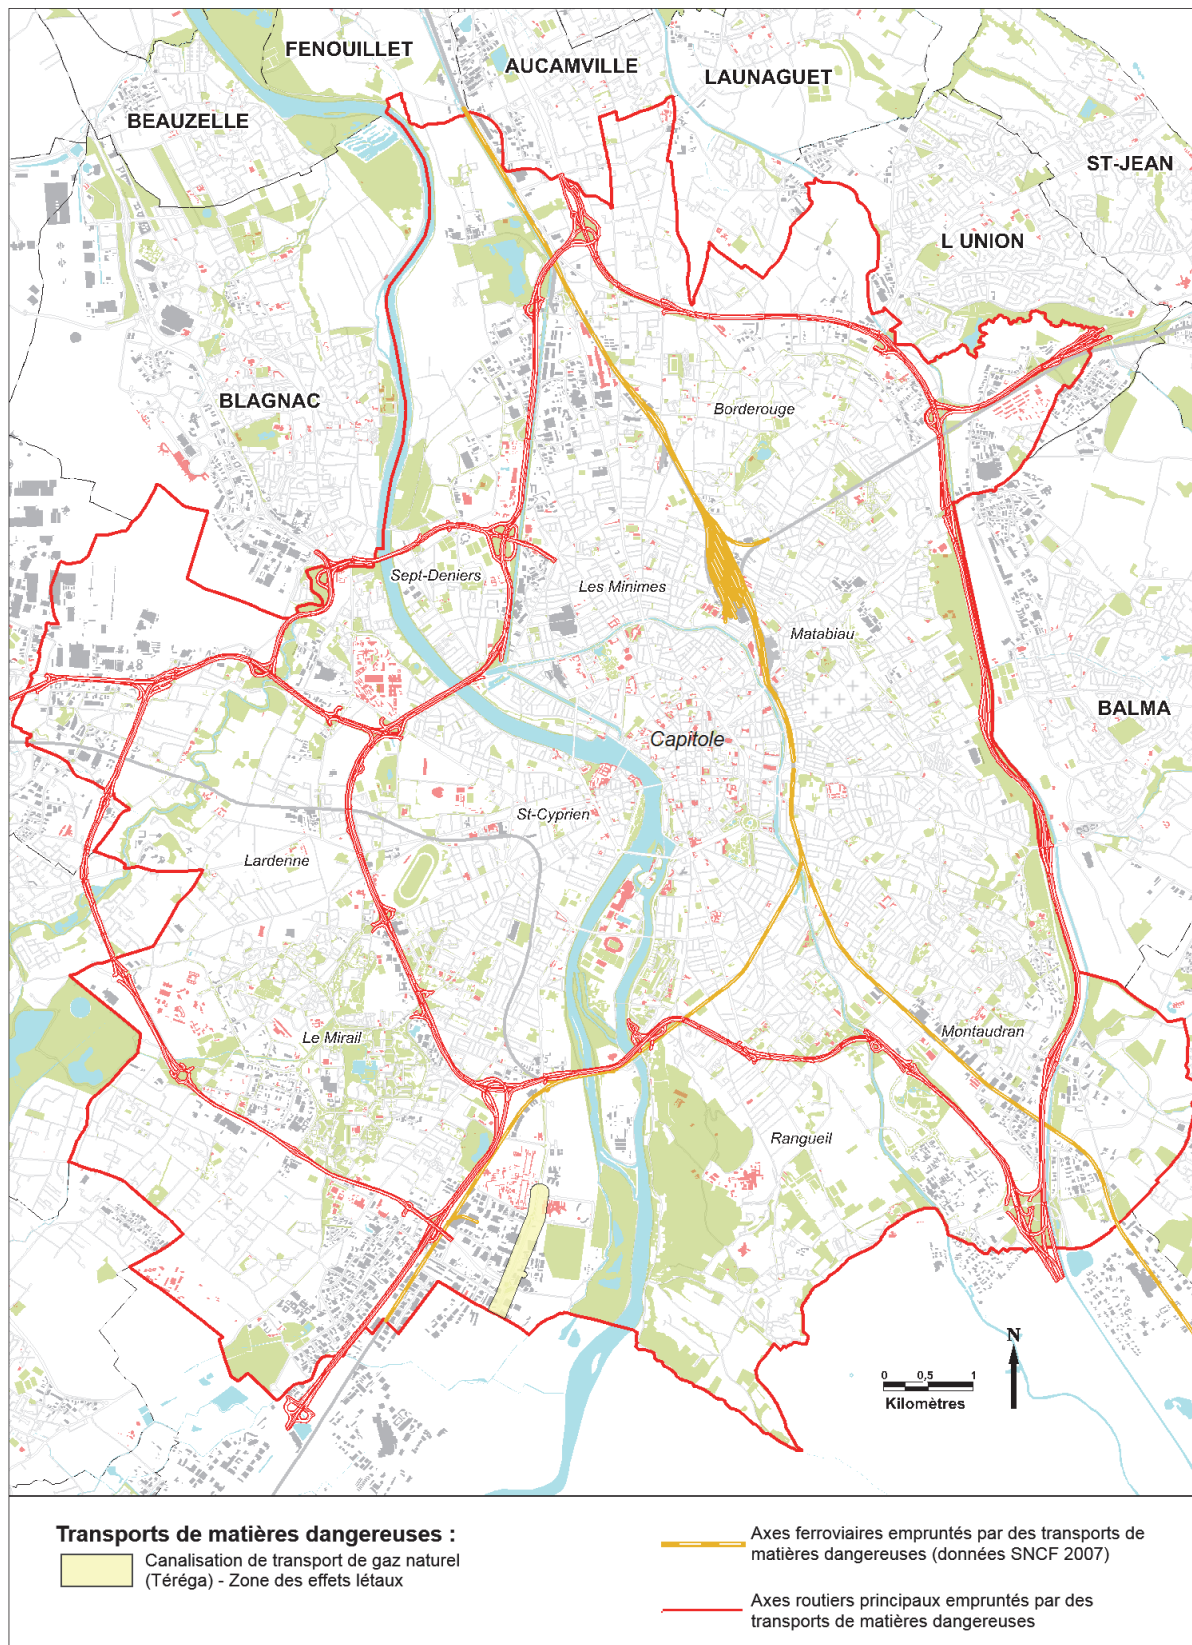 FENOUILLET
AUCAMVILLE
LAUNAGUET
BEAUZELLE
ST-JEAN
L UNION
BLAGNAC
Borderouge
Sept-Deniers
Les Minimes
Matabiau
BALMA
Capitole
St-Cyprien
Lardenne
Le Mirail
Montaudran
Rangueil
N
0 0,5 1
Kilomètres
Transports de matières dangereuses :
Canalisation de transport de gaz naturel
(Téréga) - Zone des effets létaux
Axes ferroviaires empruntés par des transports de
matières dangereuses (données SNCF 2007)
Axes routiers principaux empruntés par des
transports de matières dangereuses